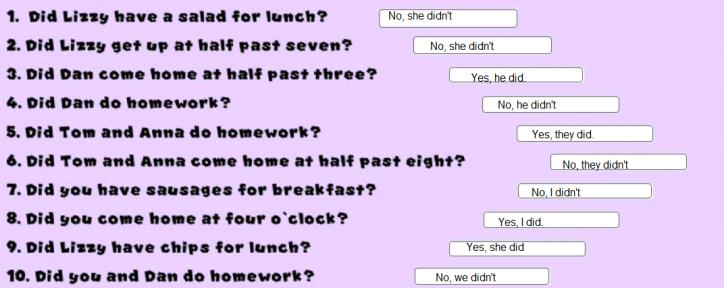 1. Did Lizzy have a salad for lunch? No, she didn't
2. Did Lizzy get up at half past seven? No, she didn't
3. Did Dan come home at half past three? Yes, he did.
4. Did Dan do homework? No, he didn't
5. Did Tom and Anna do homework? Yes, they did.
6. Did Tom and Anna come home at half past eight? No, they didn't
7. Did you have sausages for breakfast? No, I didn't
8. Did you come home at four o`clock? Yes, I did.
9. Did Lizzy have chips for lunch? Yes, she did
10. Did you and Dan do homework? No, we didn't